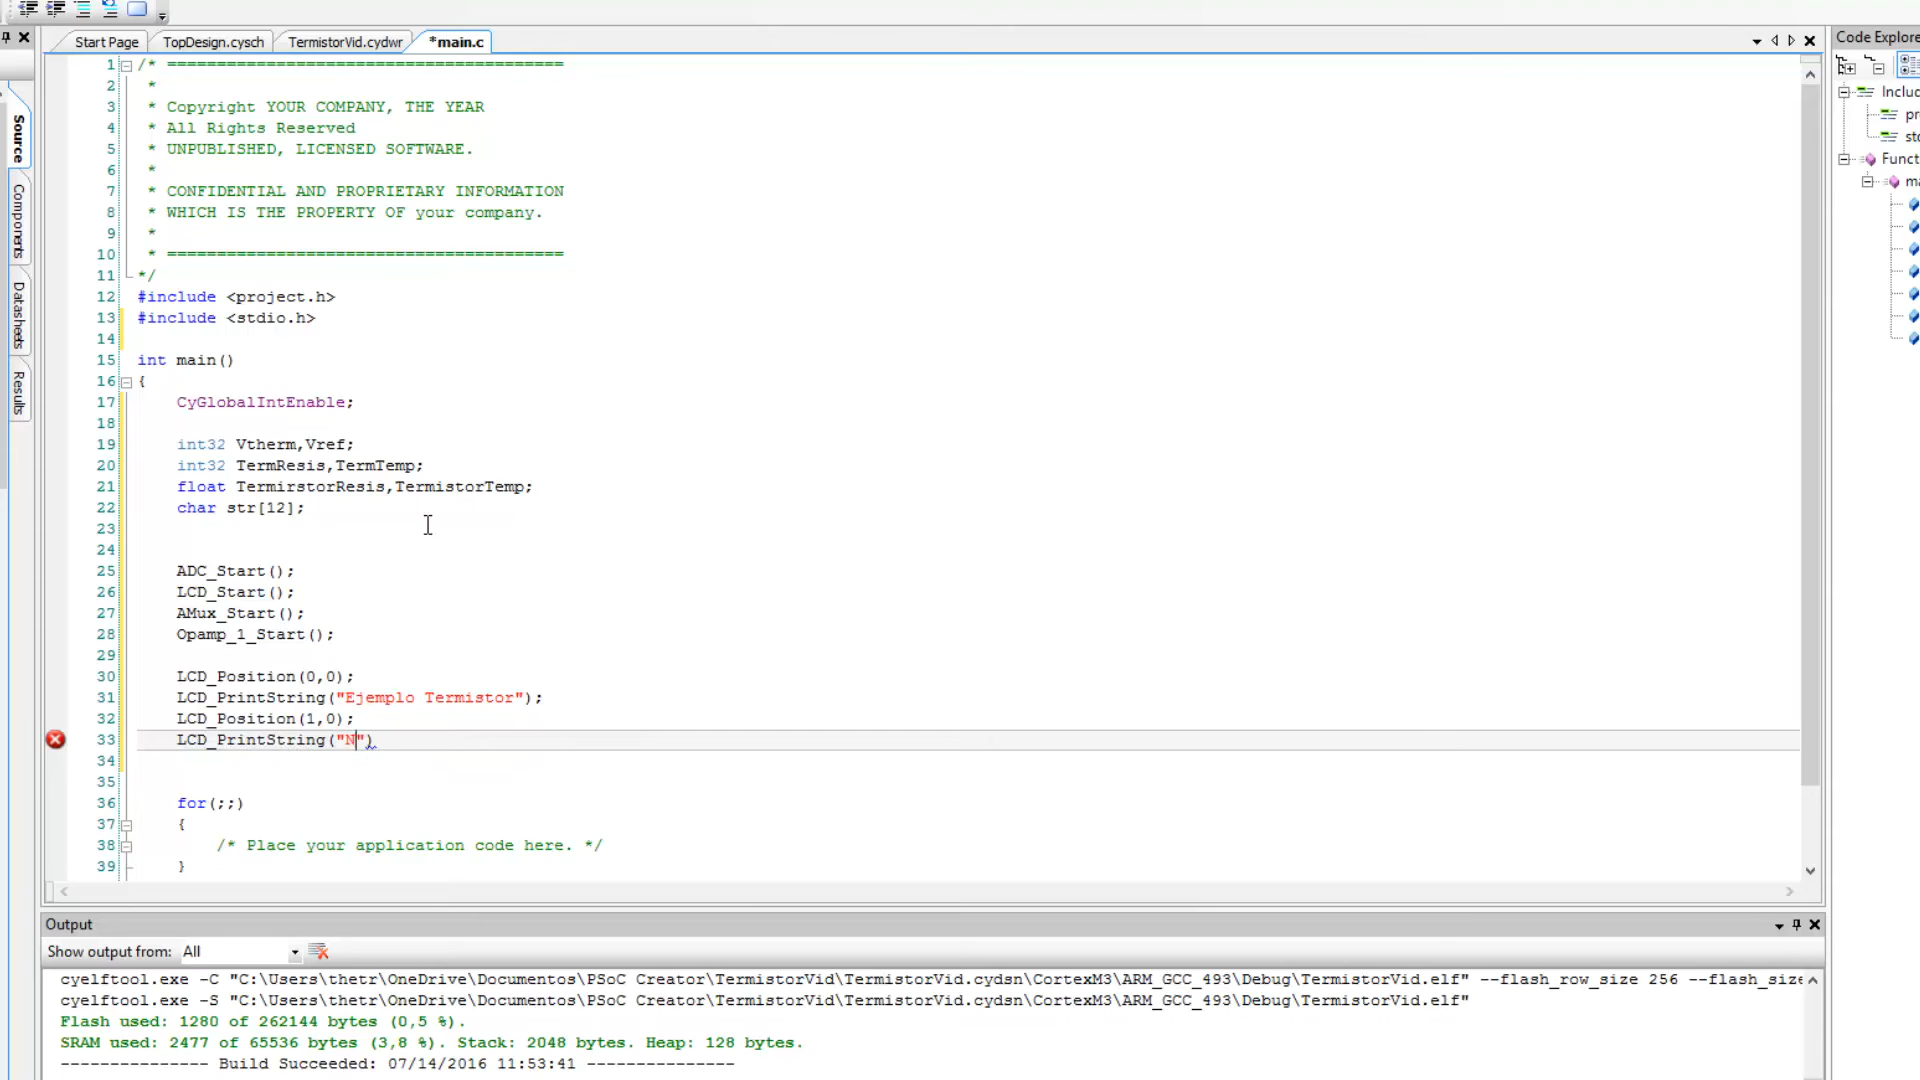 Start Page TopDesign.cysch TermistorVid.cydwr *main.c
Code Explore
Source
Components
Datasheets
Results
1 /* ========================================
2 *
3 * Copyright YOUR COMPANY, THE YEAR
4 * All Rights Reserved
5 * UNPUBLISHED, LICENSED SOFTWARE.
6 *
7 * CONFIDENTIAL AND PROPRIETARY INFORMATION
8 * WHICH IS THE PROPERTY OF your company.
9 *
10 * ========================================
11 */
12 #include <project.h>
13 #include <stdio.h>
14
15 int main()
16 {
17 CyGlobalIntEnable;
18
19 int32 Vtherm,Vref;
20 int32 TermResis,TermTemp;
21 float TermirstorResis,TermistorTemp;
22 char str[12];
23
24
25 ADC_Start();
26 LCD_Start();
27 AMux_Start();
28 Opamp_1_Start();
29
30 LCD_Position(0,0);
31 LCD_PrintString("Ejemplo Termistor");
32 LCD_Position(1,0);
33 LCD_PrintString("N")
34
35
36 for(;;)
37 {
38 /* Place your application code here. */
39 }
Includ
pr
std
Funct
ma
Output
Show output from: All
cyelftool.exe -C "C:\Users\thetr\OneDrive\Documentos\PSoC Creator\TermistorVid\TermistorVid.cydsn\CortexM3\ARM_GCC_493\Debug\TermistorVid.elf" --flash_row_size 256 --flash_size
cyelftool.exe -S "C:\Users\thetr\OneDrive\Documentos\PSoC Creator\TermistorVid\TermistorVid.cydsn\CortexM3\ARM_GCC_493\Debug\TermistorVid.elf"
Flash used: 1280 of 262144 bytes (0,5 %).
SRAM used: 2477 of 65536 bytes (3,8 %). Stack: 2048 bytes. Heap: 128 bytes.
--------------- Build Succeeded: 07/14/2016 11:53:41 ---------------